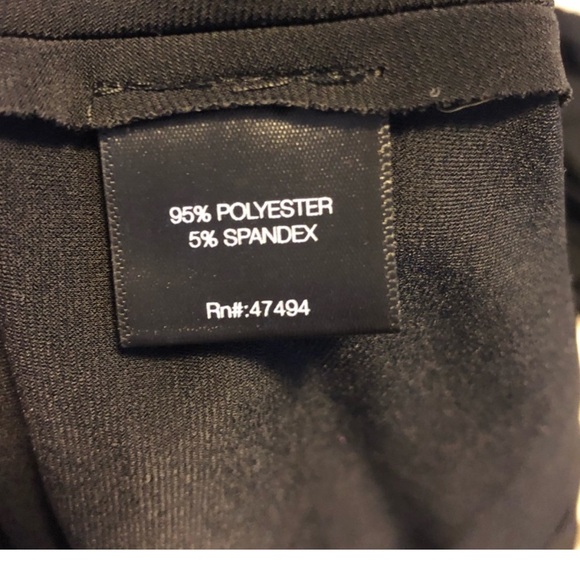 95% POLYESTER
5% SPANDEX
Rn#:47494